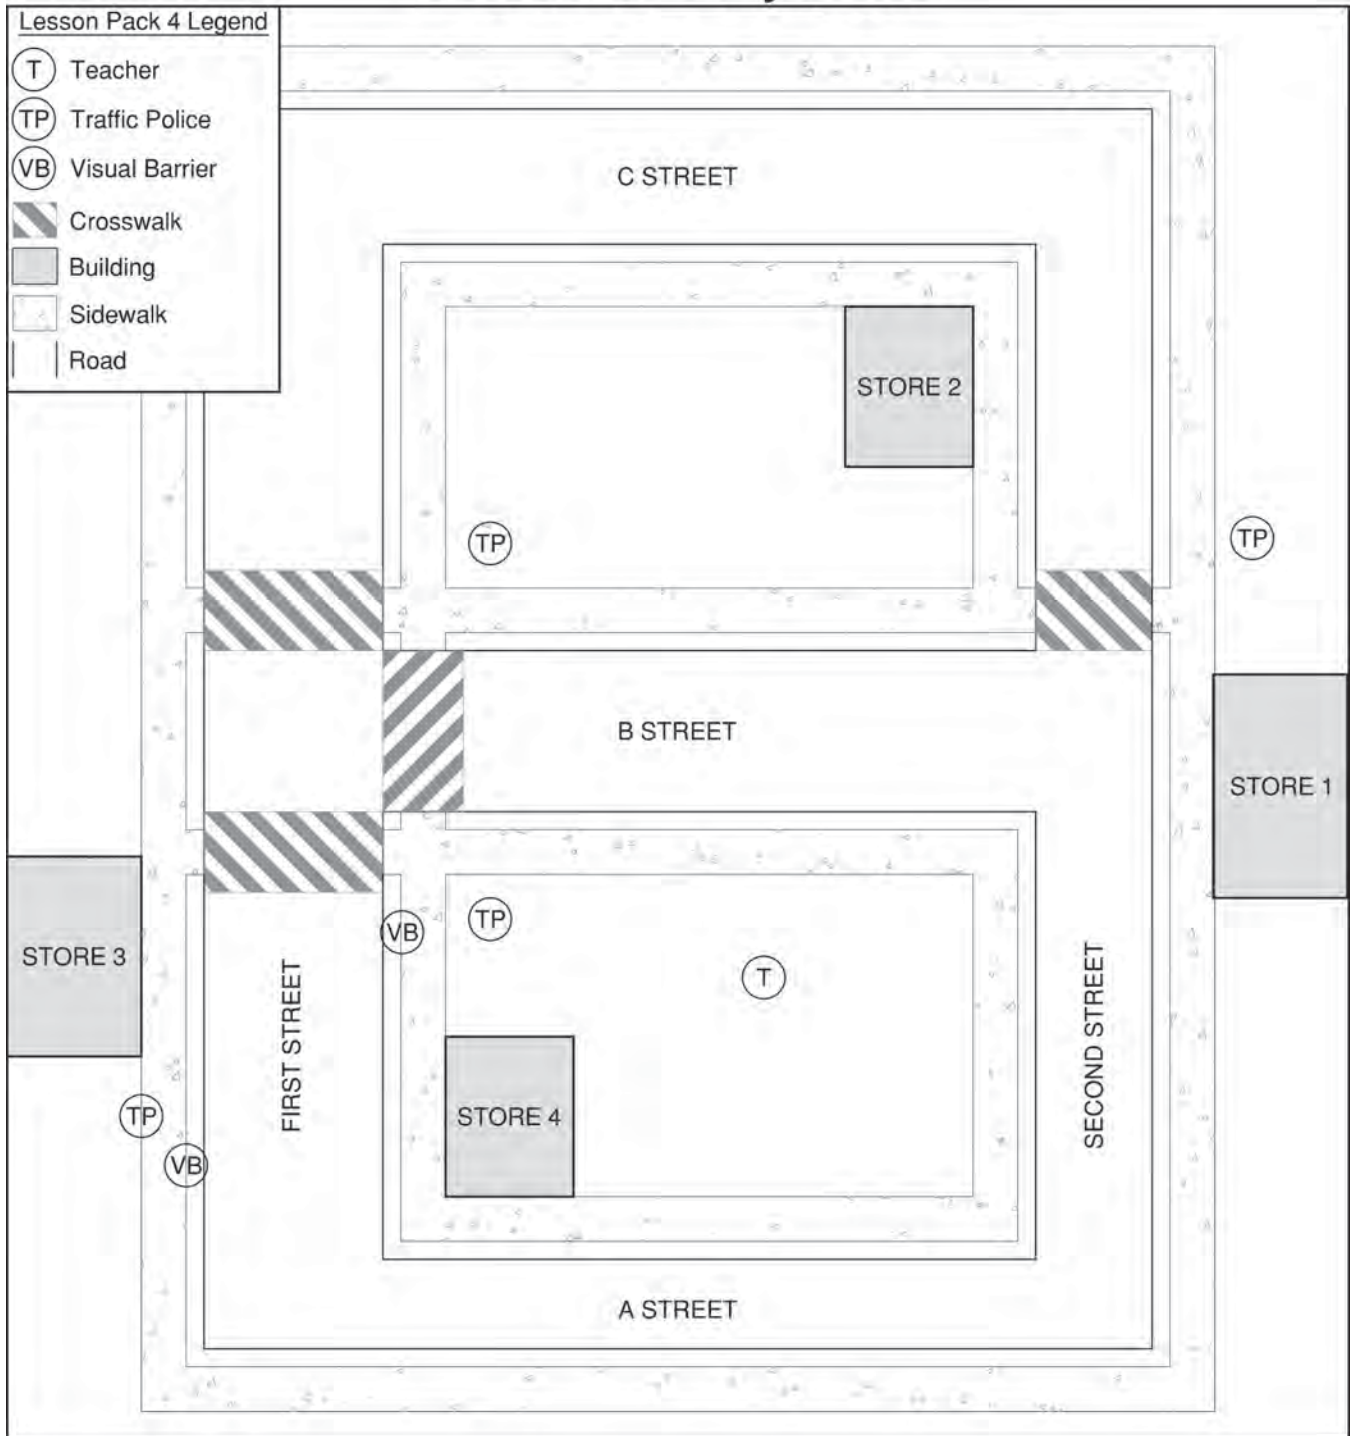 Lesson Pack 4 Legend
T Teacher
TP Traffic Police
VB Visual Barrier
Crosswalk
Building
Sidewalk
Road
C STREET
STORE 2
TP
TP
B STREET
STORE 1
VB
TP
STORE 3
T
FIRST STREET
SECOND STREET
STORE 4
TP
VB
A STREET